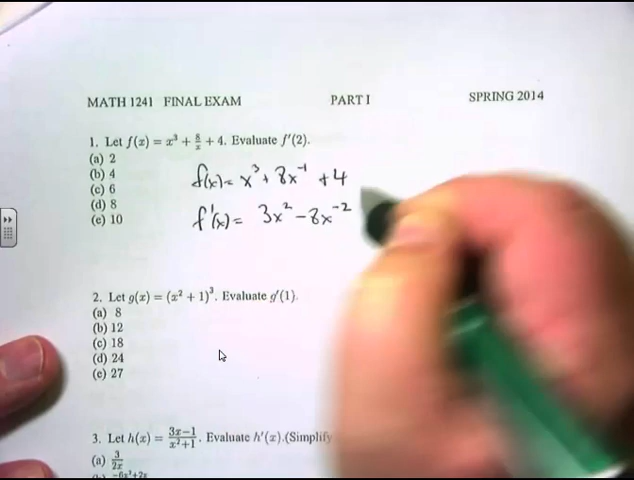 MATH 1241 FINAL EXAM PART I SPRING 2014
1. Let f(x) = x³ + 8/x + 4. Evaluate f′(2).
(a) 2
(b) 4
(c) 6
(d) 8
(e) 10
f(x) = x³ + 8x⁻¹ + 4
f'(x) = 3x² - 8x⁻²
2. Let g(x) = (x² + 1)³. Evaluate g′(1).
(a) 8
(b) 12
(c) 18
(d) 24
(e) 27
3. Let h(x) = (3x−1)/(x²+1). Evaluate h′(x).(Simplify
(a) 3/2x